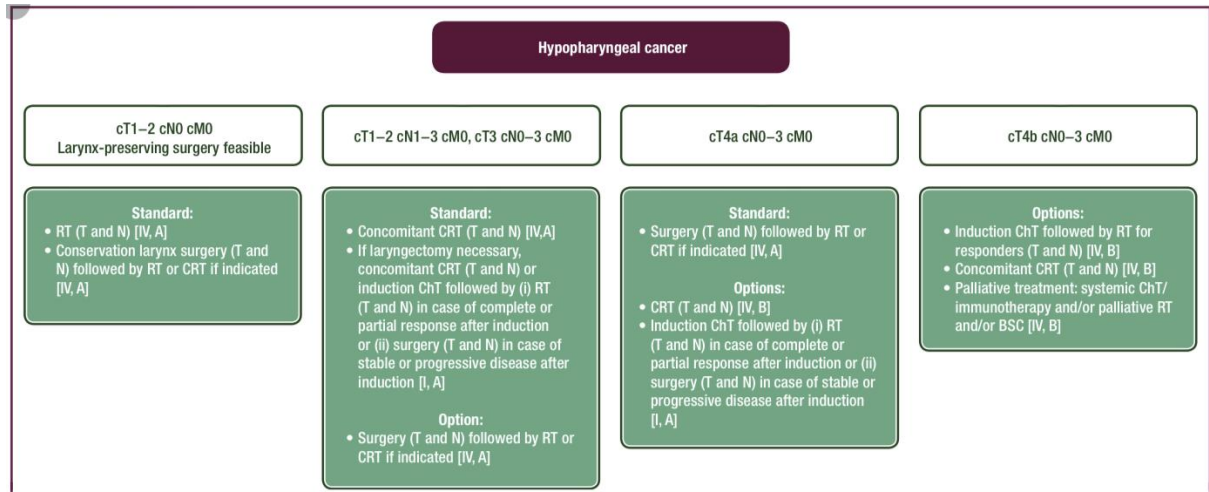 Hypopharyngeal cancer
cT1–2 cN0 cM0
Larynx-preserving surgery feasible
Standard:
• RT (T and N) [IV, A]
• Conservation larynx surgery (T and
N) followed by RT or CRT if indicated
[IV, A]
cT1–2 cN1–3 cM0, cT3 cN0–3 cM0
Standard:
• Concomitant CRT (T and N) [IV,A]
• If laryngectomy necessary,
concomitant CRT (T and N) or
induction ChT followed by (i) RT
(T and N) in case of complete or
partial response after induction
or (ii) surgery (T and N) in case of
stable or progressive disease after
induction [I, A]
Option:
• Surgery (T and N) followed by RT or
CRT if indicated [IV, A]
cT4a cN0–3 cM0
Standard:
• Surgery (T and N) followed by RT or
CRT if indicated [IV, A]
Options:
• CRT (T and N) [IV, B]
• Induction ChT followed by (i) RT
(T and N) in case of complete or
partial response after induction or (ii)
surgery (T and N) in case of stable or
progressive disease after induction
[I, A]
cT4b cN0–3 cM0
Options:
• Induction ChT followed by RT for
responders (T and N) [IV, B]
• Concomitant CRT (T and N) [IV, B]
• Palliative treatment: systemic ChT/
immunotherapy and/or palliative RT
and/or BSC [IV, B]